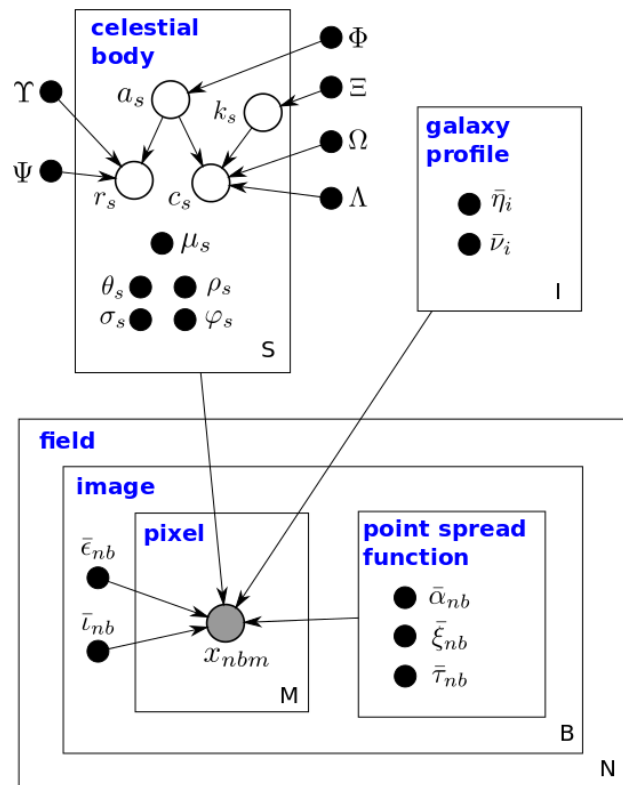 celestial
body
Φ
a_s
Ξ
k_s
Υ
Ω
Ψ
r_s
c_s
Λ
μ_s
θ_s
ρ_s
σ_s
φ_s
S
galaxy
profile
η̄_i
ν̄_i
I
field
image
pixel
point spread
function
ϵ̄_nb
ῑ_nb
x_nbm
M
ᾱ_nb
ξ̄_nb
τ̄_nb
B
N